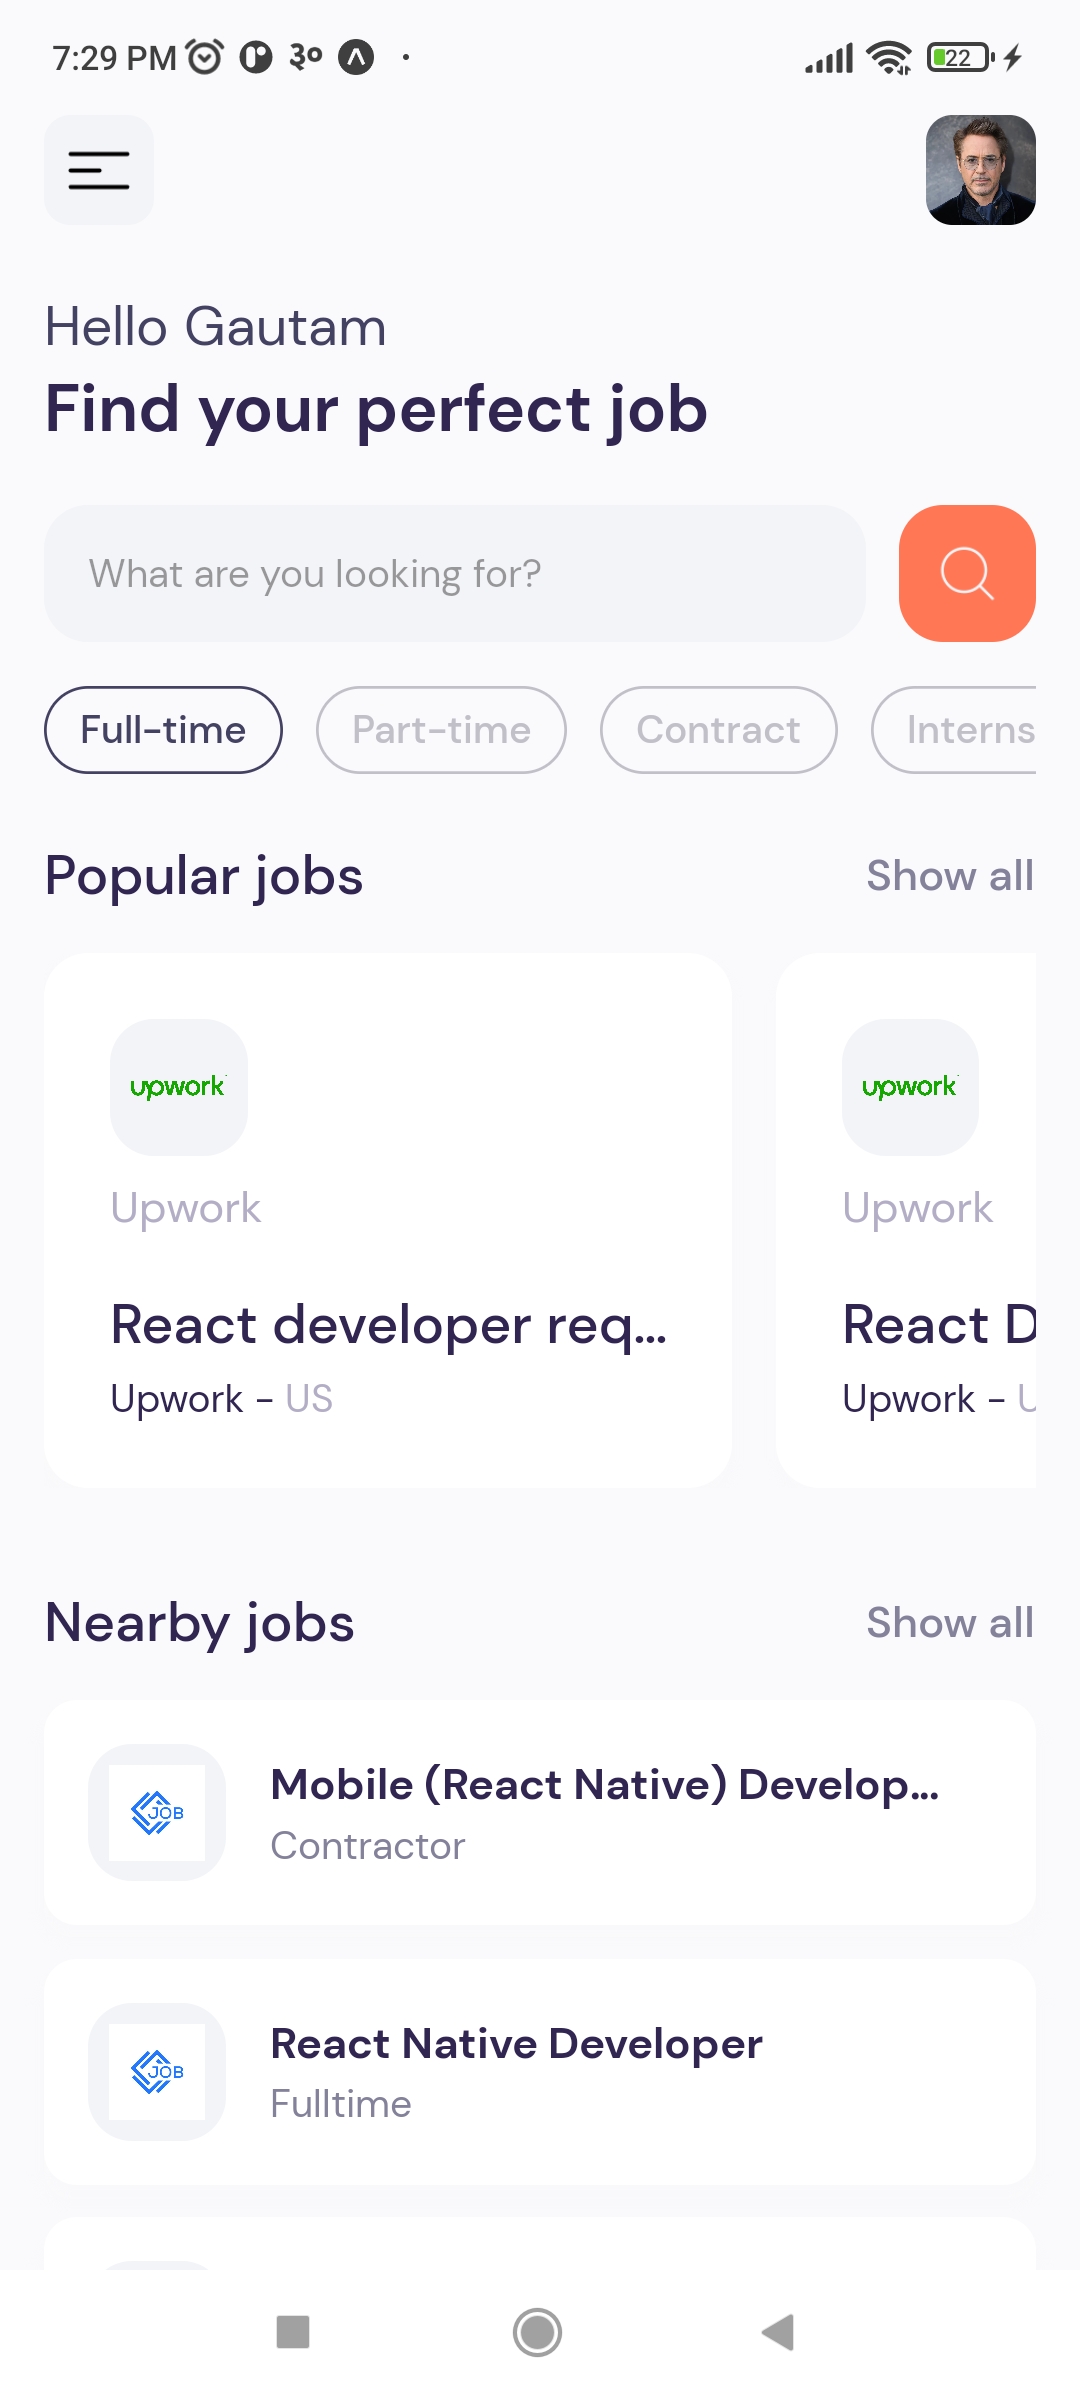 7:29 PM ३० 22
Hello Gautam
Find your perfect job
What are you looking for?
Full-time Part-time Contract Interns
Popular jobs Show all
upwork upwork
Upwork Upwork
React developer req... React D
Upwork - US Upwork - U
Nearby jobs Show all
JOB
Mobile (React Native) Develop...
Contractor
JOB
React Native Developer
Fulltime